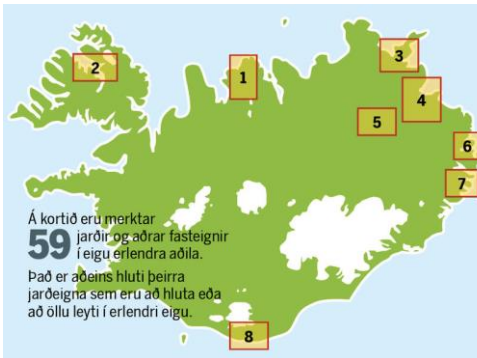 2
1
3
4
5
6
7
Á kortið eru merktar
59 jarðir og aðrar fasteignir
í eigu erlendra aðila.
Það er aðeins hluti þeirra
jarðeigna sem eru að hluta eða
að öllu leyti í erlendri eigu.
8